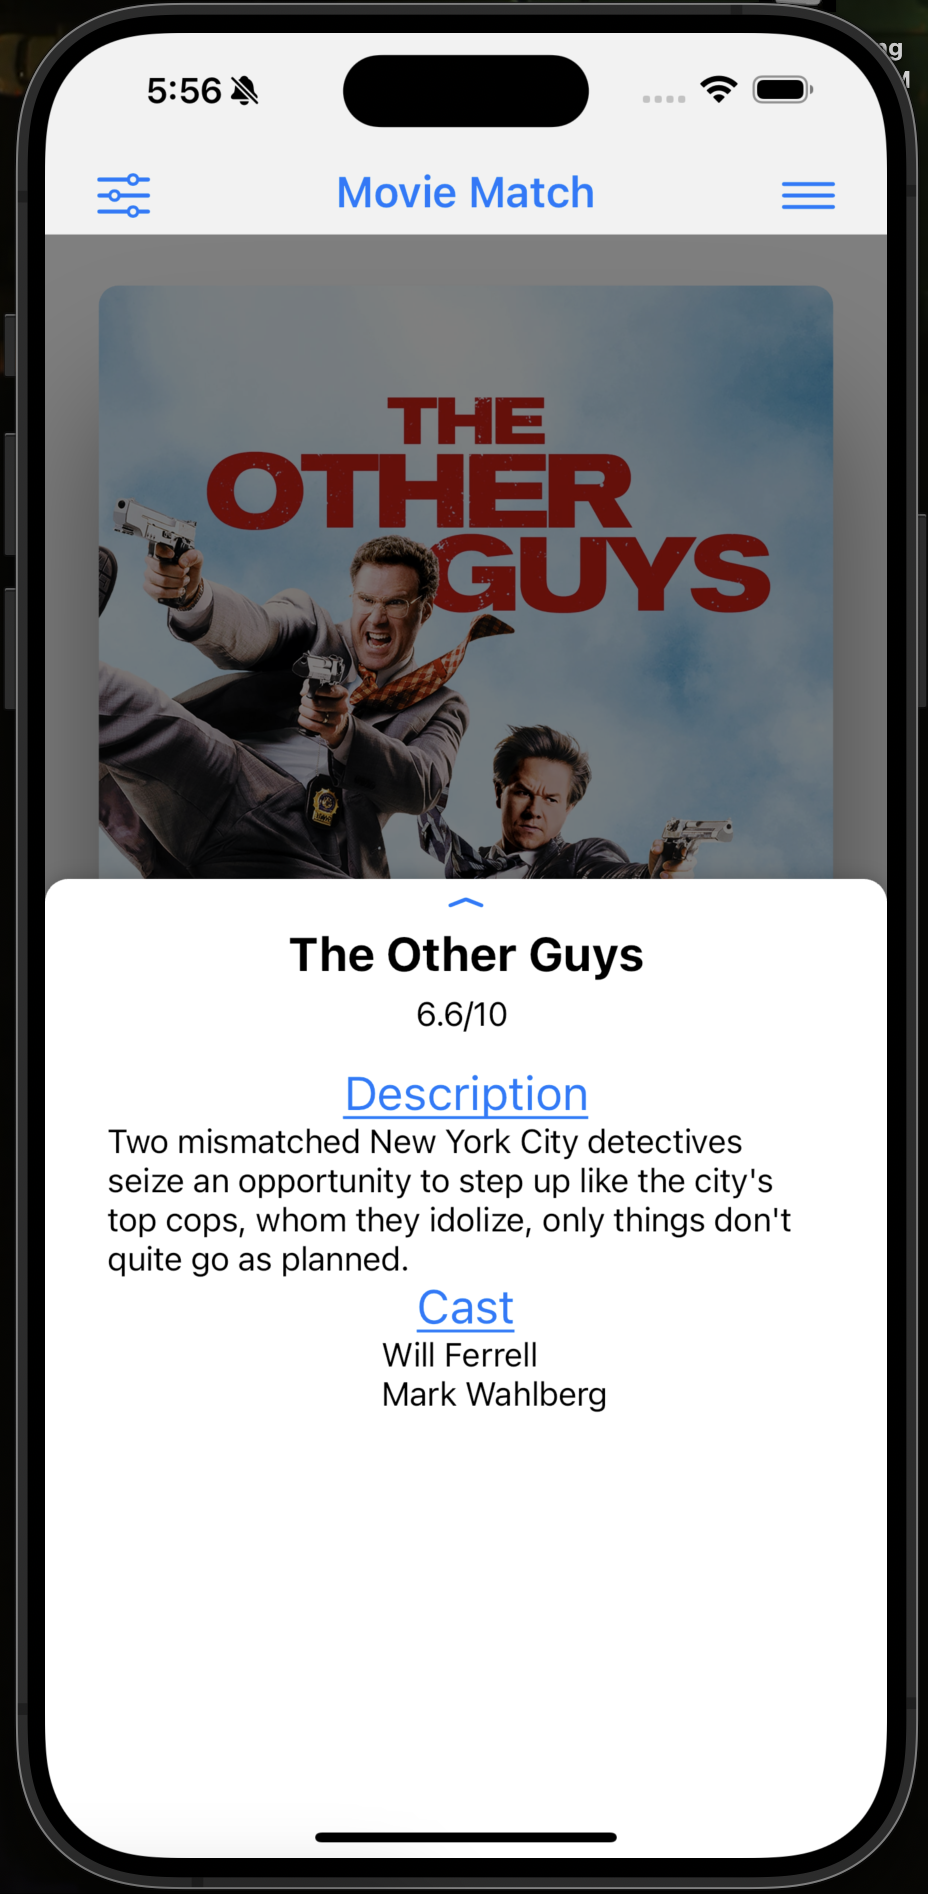 5:56
Movie Match
THE
OTHER
GUYS
The Other Guys
6.6/10
Description
Two mismatched New York City detectives
seize an opportunity to step up like the city's
top cops, whom they idolize, only things don't
quite go as planned.
Cast
Will Ferrell
Mark Wahlberg